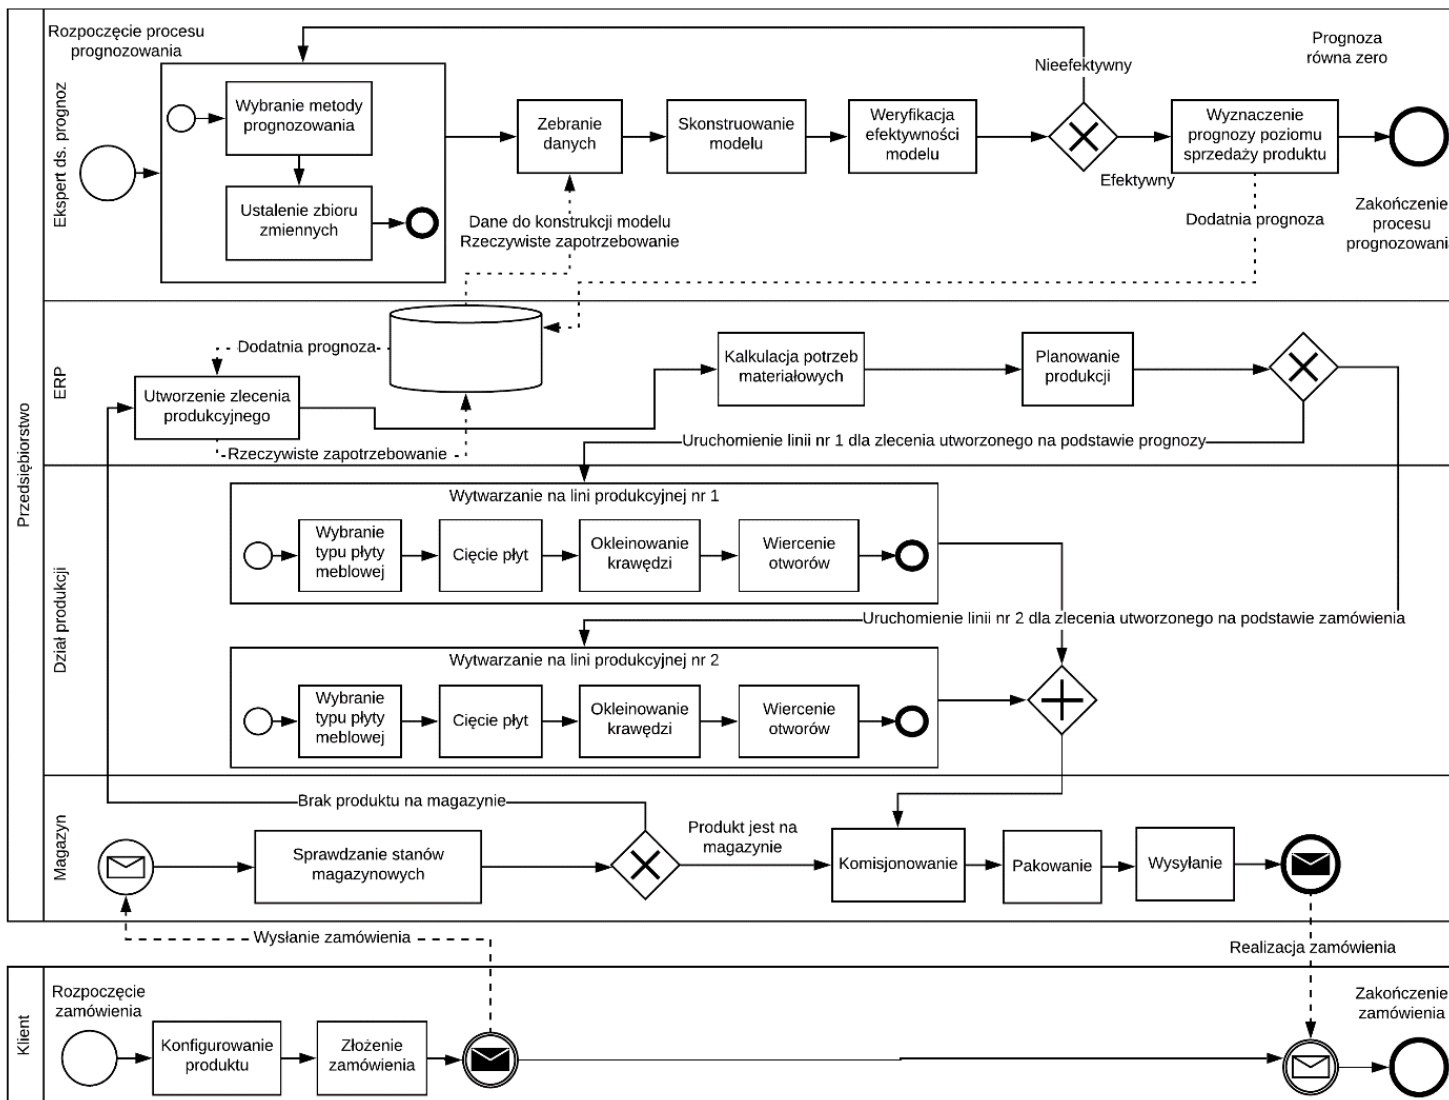 Przedsiębiorstwo
Ekspert ds. prognoz
Rozpoczęcie procesu
prognozowania
Wybranie metody
prognozowania
Ustalenie zbioru
zmiennych
Zebranie
danych
Skonstruowanie
modelu
Weryfikacja
efektywności
modelu
Nieefektywny
Efektywny
Wyznaczenie
prognozy poziomu
sprzedaży produktu
Prognoza
równa zero
Zakończenie
procesu
prognozowania
Dane do konstrukcji modelu
Rzeczywiste zapotrzebowanie
Dodatnia prognoza
ERP
Dodatnia prognoza
Utworzenie zlecenia
produkcyjnego
Rzeczywiste zapotrzebowanie
Kalkulacja potrzeb
materiałowych
Planowanie
produkcji
Uruchomienie linii nr 1 dla zlecenia utworzonego na podstawie prognozy
Dział produkcji
Wytwarzanie na lini produkcyjnej nr 1
Wybranie
typu płyty
meblowej
Cięcie płyt
Okleinowanie
krawędzi
Wiercenie
otworów
Uruchomienie linii nr 2 dla zlecenia utworzonego na podstawie zamówienia
Wytwarzanie na lini produkcyjnej nr 2
Wybranie
typu płyty
meblowej
Cięcie płyt
Okleinowanie
krawędzi
Wiercenie
otworów
Magazyn
Brak produktu na magazynie
Sprawdzanie stanów
magazynowych
Produkt jest na
magazynie
Komisjonowanie
Pakowanie
Wysyłanie
Wysłanie zamówienia
Realizacja zamówienia
Klient
Rozpoczęcie
zamówienia
Konfigurowanie
produktu
Złożenie
zamówienia
Zakończenie
zamówienia